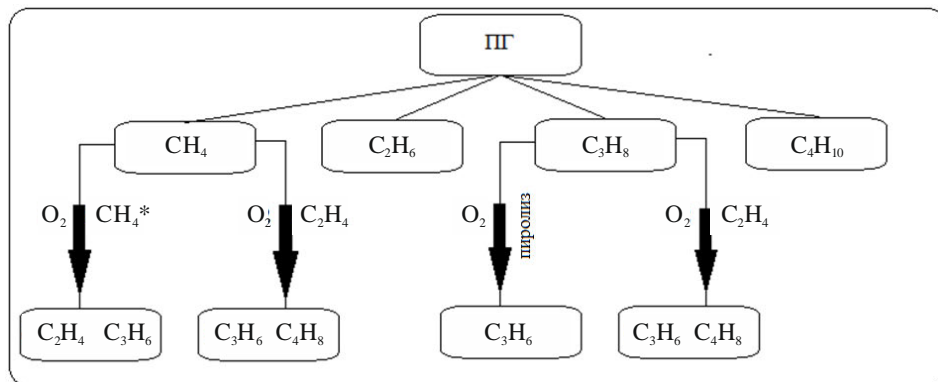 ПГ
CH₄ C₂H₆ C₃H₈ C₄H₁₀
O₂ CH₄* O₂ C₂H₄ O₂ пиролиз O₂ C₂H₄
C₂H₄ C₃H₆ C₃H₆ C₄H₈ C₃H₆ C₃H₆ C₄H₈